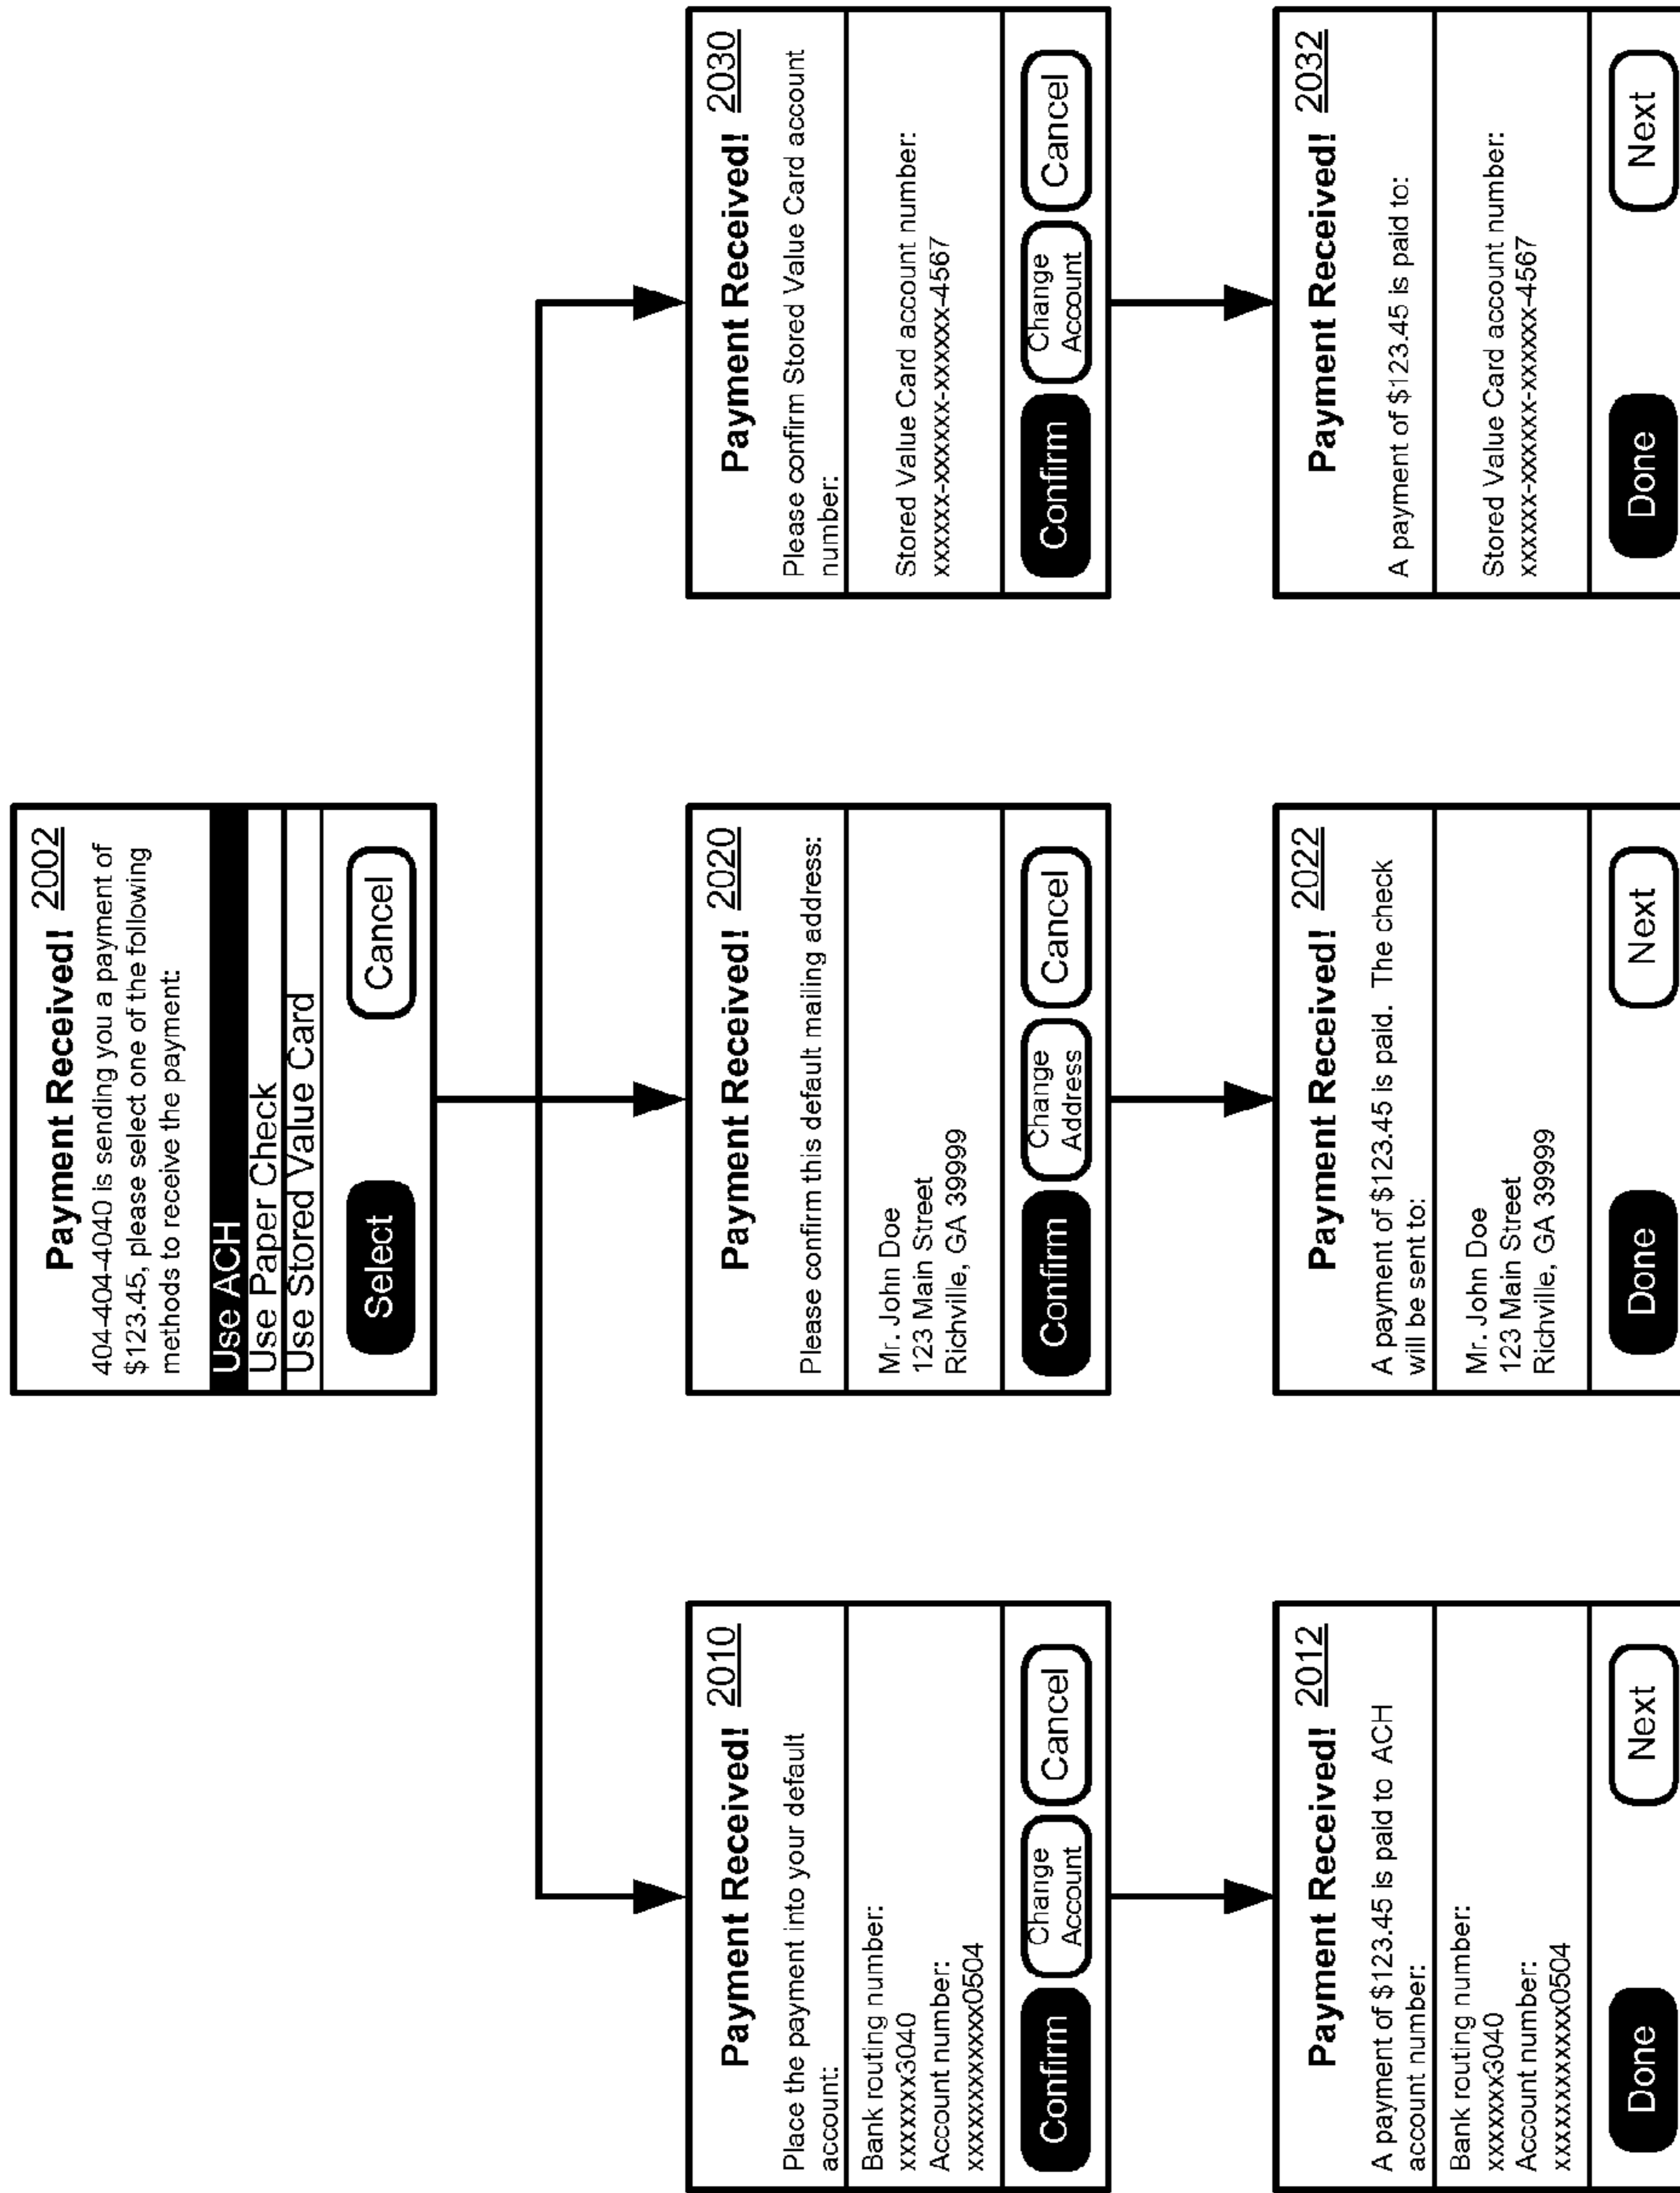 Payment Received! 2002
404-404-4040 is sending you a payment of
$123.45, please select one of the following
methods to receive the payment:
Use ACH
Use Paper Check
Use Stored Value Card
Select
Cancel
Payment Received! 2010
Place the payment into your default
account:
Bank routing number:
xxxxxx3040
Account number:
xxxxxxxxxxx0504
Confirm
Change
Account
Cancel
Payment Received! 2020
Please confirm this default mailing address:
Mr. John Doe
123 Main Street
Richville, GA 39999
Confirm
Change
Address
Cancel
Payment Received! 2030
Please confirm Stored Value Card account
number:
Stored Value Card account number:
xxxxxx-xxxxxx-xxxxxx-4567
Confirm
Change
Account
Cancel
Payment Received! 2012
A payment of $123.45 is paid to ACH
account number:
Bank routing number:
xxxxxx3040
Account number:
xxxxxxxxxxx0504
Done
Next
Payment Received! 2022
A payment of $123.45 is paid. The check
will be sent to:
Mr. John Doe
123 Main Street
Richville, GA 39999
Done
Next
Payment Received! 2032
A payment of $123.45 is paid to:
Stored Value Card account number:
xxxxxx-xxxxxx-xxxxxx-4567
Done
Next